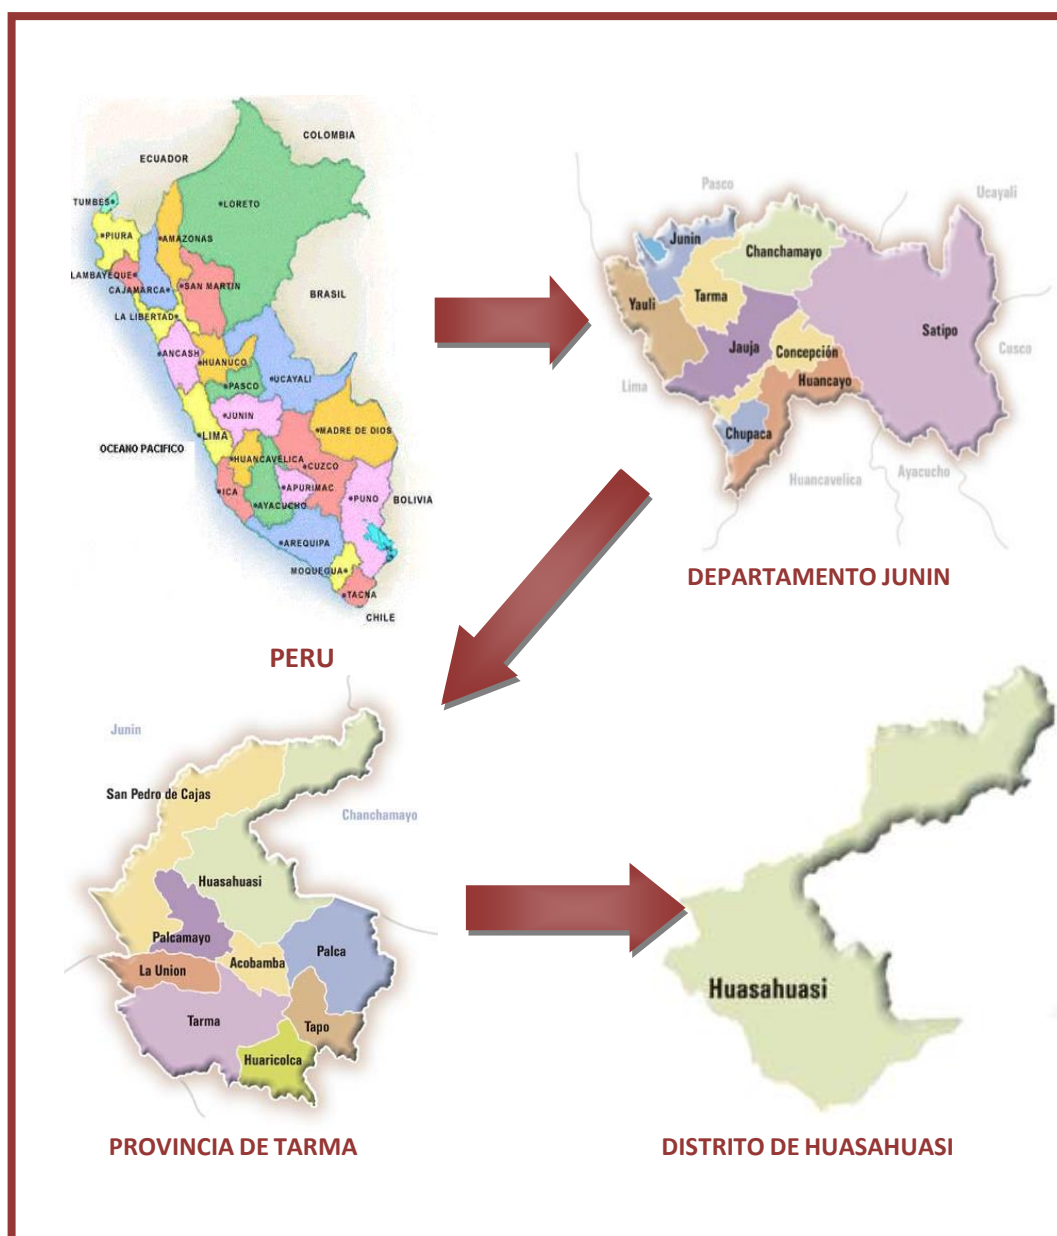 COLOMBIA
ECUADOR
TUMBES
LORETO
PIURA
AMAZONAS
LAMBAYEQUE
SAN MARTIN
CAJAMARCA
BRASIL
LA LIBERTAD
ANCASH
HUANUCO
UCAYALI
PASCO
JUNIN
MADRE DE DIOS
LIMA
OCEANO PACIFICO
HUANCAVELICA
CUZCO
ICA
APURIMAC
PUNO
BOLIVIA
AYACUCHO
AREQUIPA
MOQUEGUA
TACNA
CHILE
PERU
Pasco
Ucayali
Junin
Chanchamayo
Yauli
Tarma
Satipo
Jauja
Concepción
Cusco
Lima
Huancayo
Chupaca
Ayacucho
Huancavelica
DEPARTAMENTO JUNIN
Junin
San Pedro de Cajas
Chanchamayo
Huasahuasi
Palcamayo
Palca
Acobamba
La Union
Tarma
Tapo
Huaricolca
PROVINCIA DE TARMA
Huasahuasi
DISTRITO DE HUASAHUASI